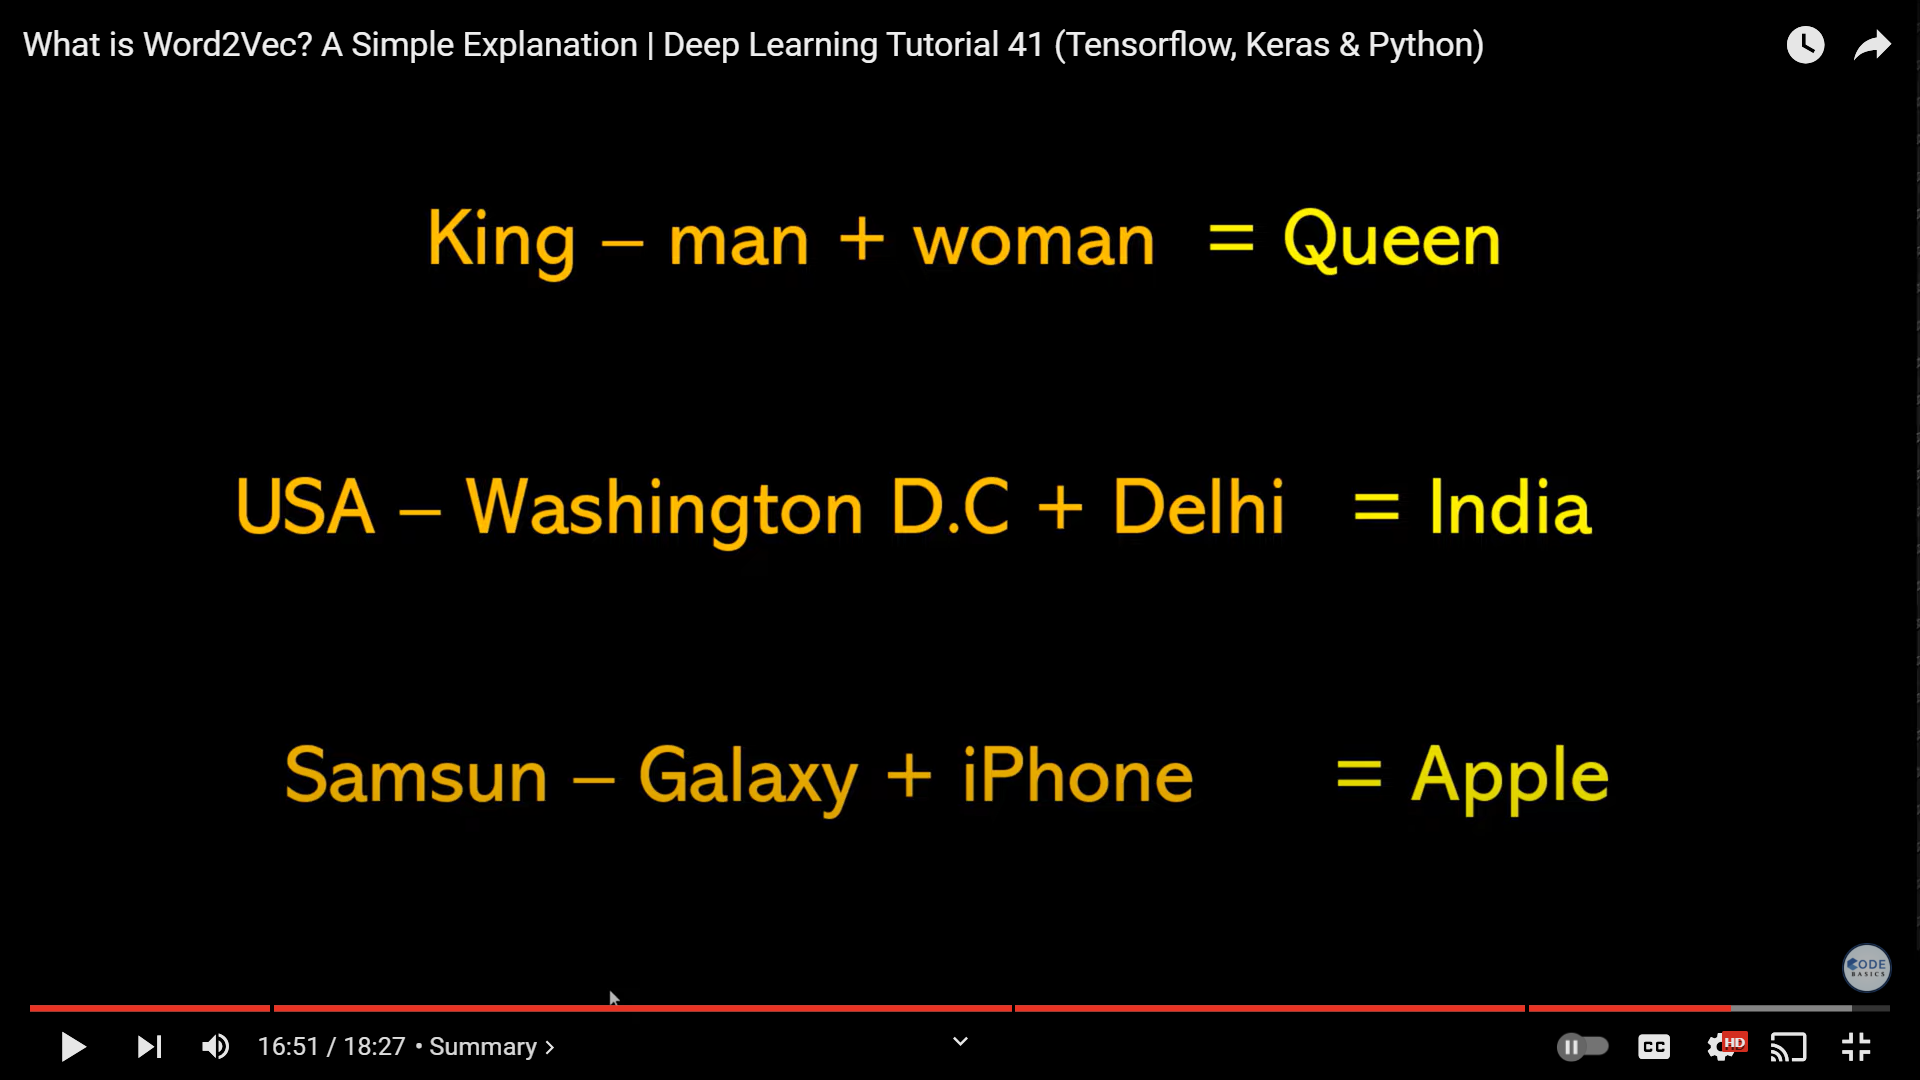 What is Word2Vec? A Simple Explanation | Deep Learning Tutorial 41 (Tensorflow, Keras & Python)
King – man + woman = Queen
USA – Washington D.C + Delhi = India
Samsun – Galaxy + iPhone = Apple
CODE
BASICS
16:51 / 18:27 • Summary >
CC
HD